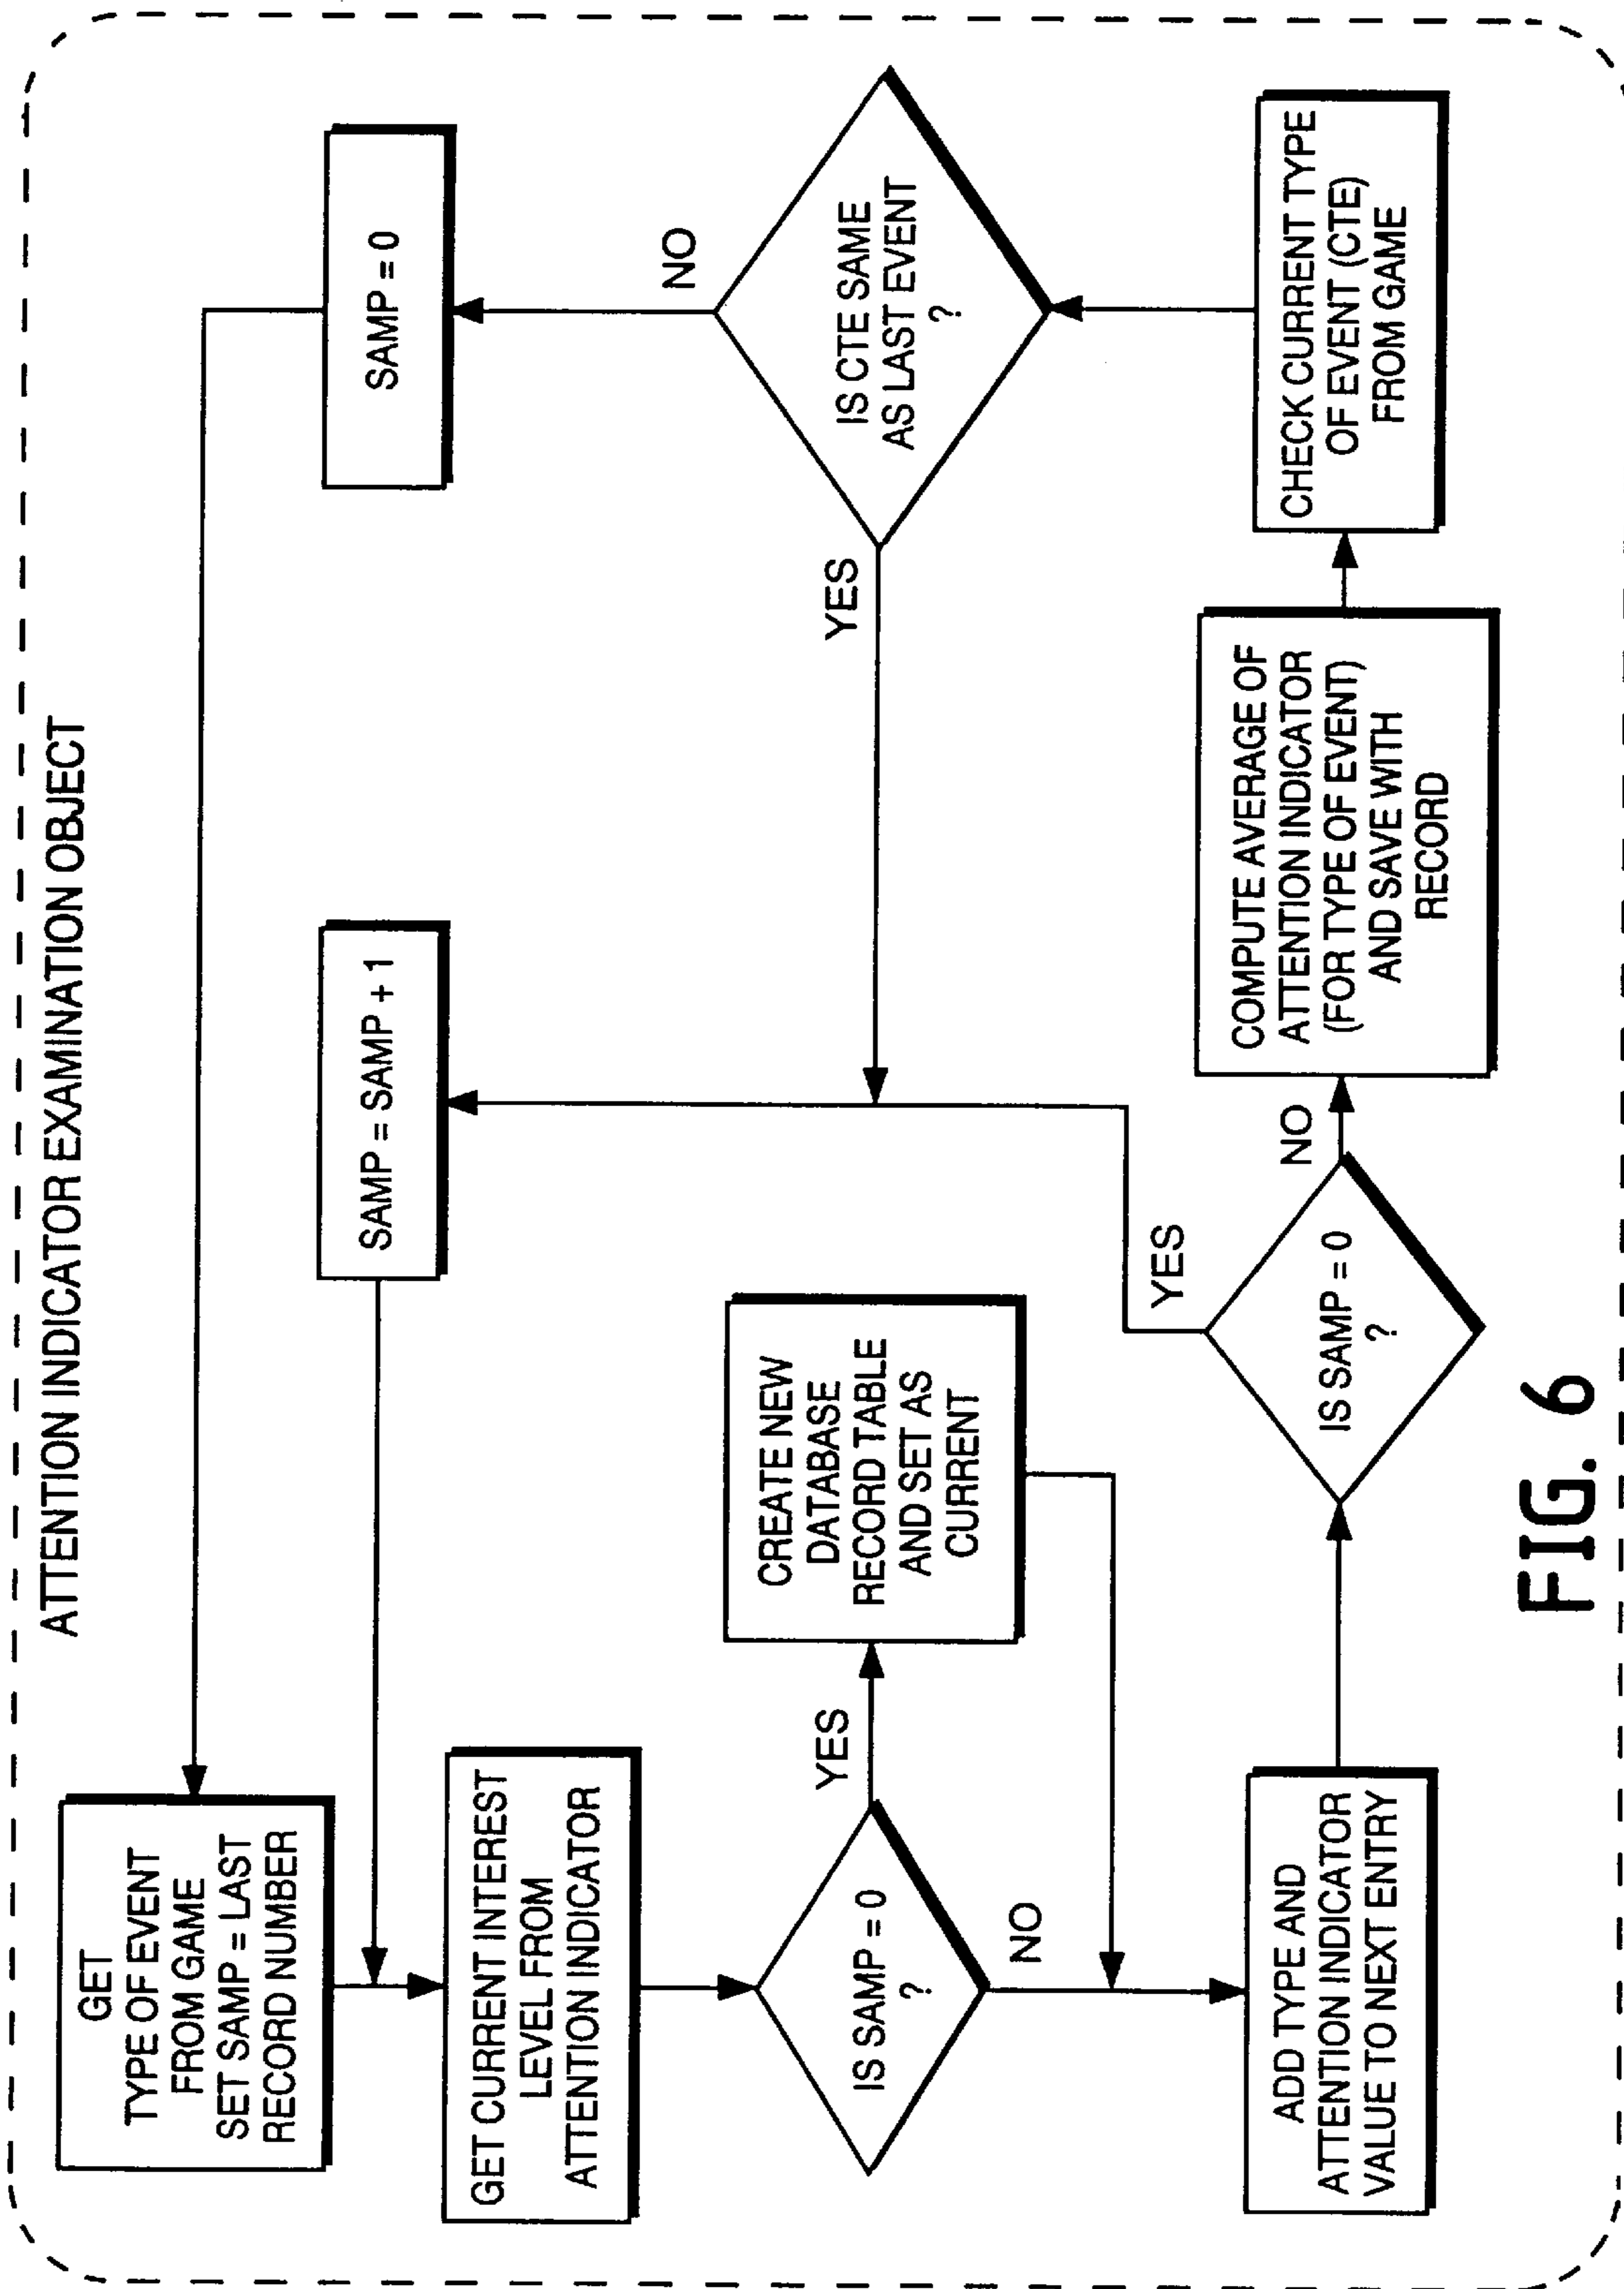 ATTENTION INDICATOR EXAMINATION OBJECT
GET
TYPE OF EVENT
FROM GAME
SET SAMP = LAST
RECORD NUMBER
GET CURRENT INTEREST
LEVEL FROM
ATTENTION INDICATOR
IS SAMP = 0
?
YES
NO
CREATE NEW
DATABASE
RECORD TABLE
AND SET AS
CURRENT
ADD TYPE AND
ATTENTION INDICATOR
VALUE TO NEXT ENTRY
IS SAMP = 0
?
YES
NO
SAMP = SAMP + 1
COMPUTE AVERAGE OF
ATTENTION INDICATOR
(FOR TYPE OF EVENT)
AND SAVE WITH
RECORD
CHECK CURRENT TYPE
OF EVENT (CTE)
FROM GAME
IS CTE SAME
AS LAST EVENT
?
YES
NO
SAMP = 0
FIG. 6